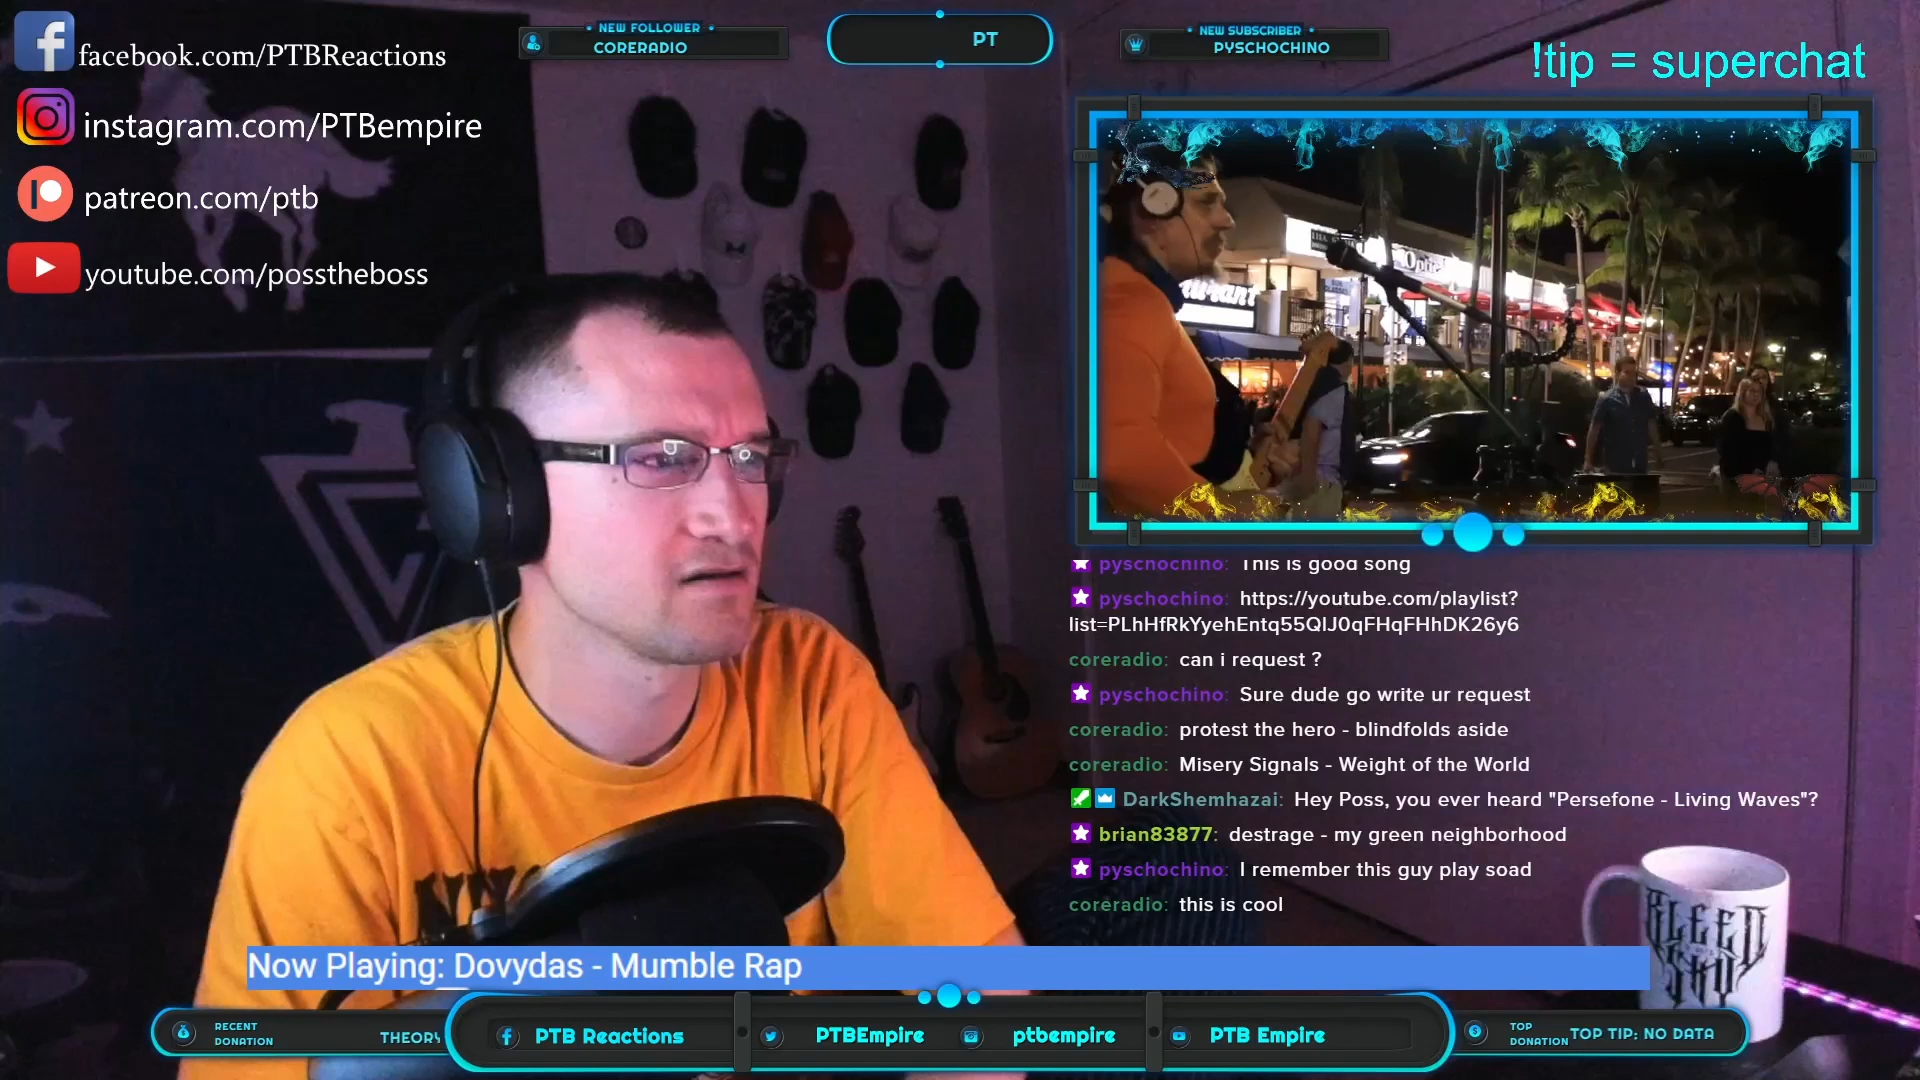 facebook.com/PTBReactions
instagram.com/PTBempire
patreon.com/ptb
youtube.com/posstheboss
NEW FOLLOWER
CORERADIO
PT
NEW SUBSCRIBER
PYSCHOCHINO
!tip = superchat
pyschochino: This is good song
pyschochino: https://youtube.com/playlist?
list=PLhHfRkYyehEntq55QlJ0qFHqFHhDK26y6
coreradio: can i request ?
pyschochino: Sure dude go write ur request
coreradio: protest the hero - blindfolds aside
coreradio: Misery Signals - Weight of the World
DarkShemhazai: Hey Poss, you ever heard "Persefone - Living Waves"?
brian83877: destrage - my green neighborhood
pyschochino: I remember this guy play soad
coreradio: this is cool
Now Playing: Dovydas - Mumble Rap
RECENT
DONATION
THEORY
PTB Reactions
PTBEmpire
ptbempire
PTB Empire
TOP
DONATION
TOP TIP: NO DATA